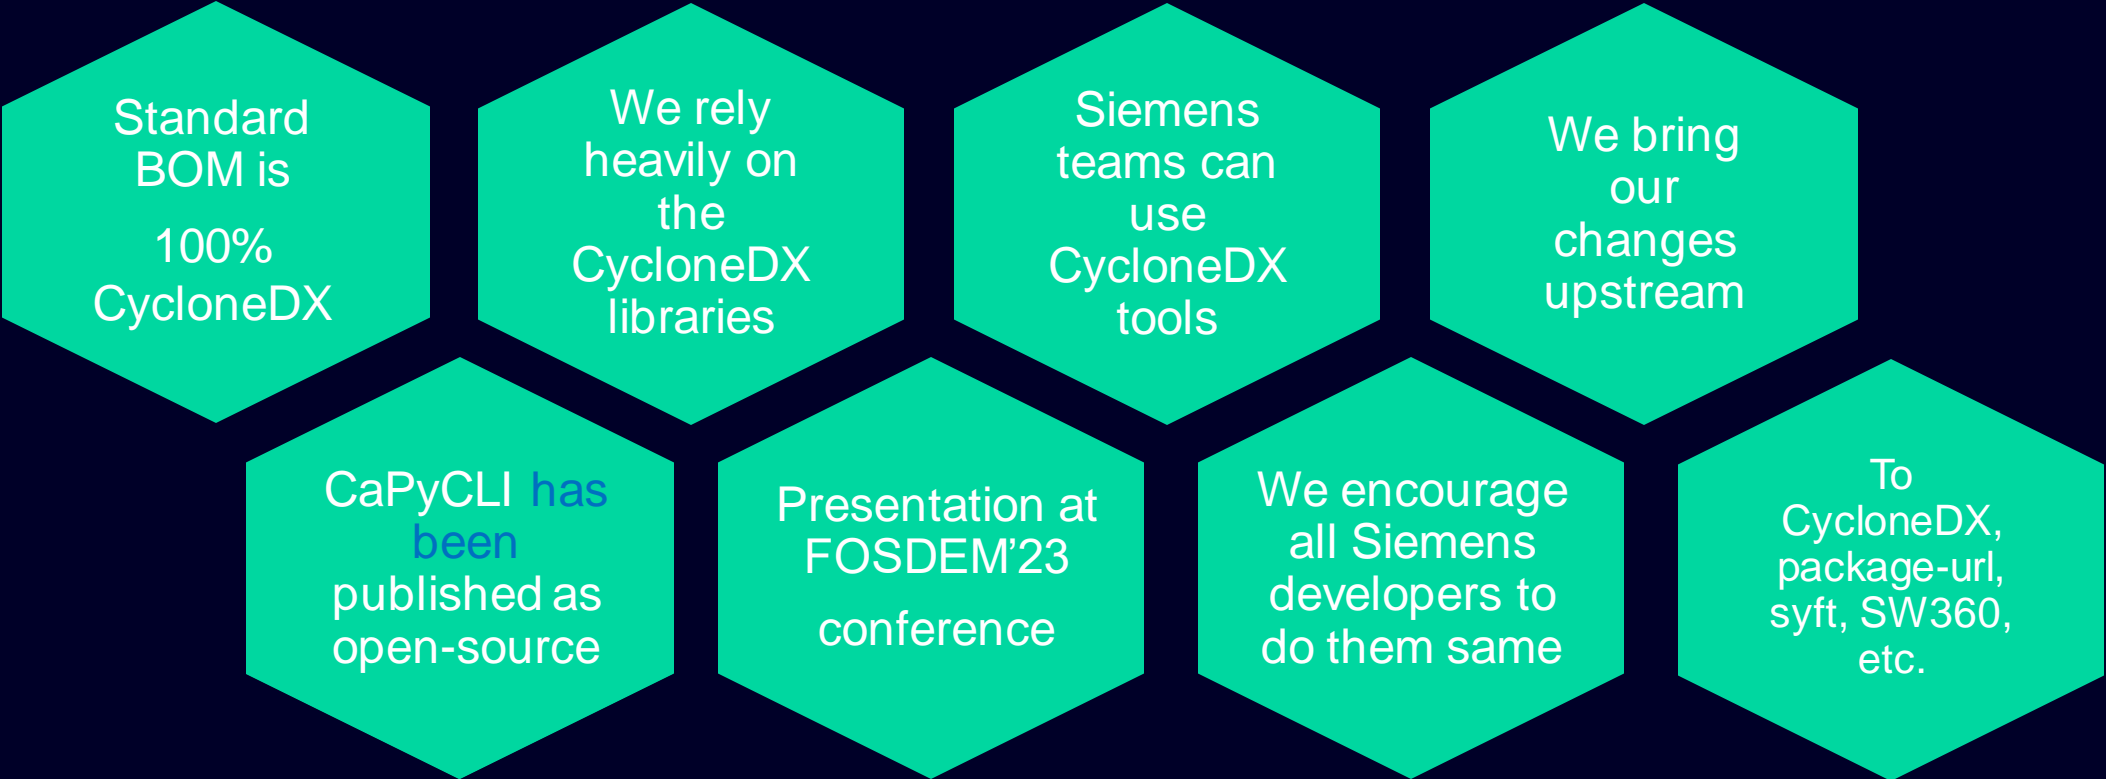 Standard
BOM is
100%
CycloneDX
We rely
heavily on
the
CycloneDX
libraries
Siemens
teams can
use
CycloneDX
tools
We bring
our
changes
upstream
CaPyCLI has
been
published as
open-source
Presentation at
FOSDEM’23
conference
We encourage
all Siemens
developers to
do them same
To
CycloneDX,
package-url,
syft, SW360,
etc.